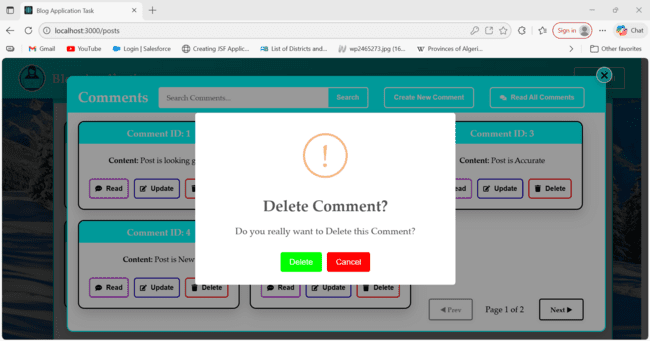 Blog Application Task
localhost:3000/posts
Sign in
Chat
Gmail
YouTube
Login | Salesforce
Creating JSF Applic...
List of Districts and...
wp2465273.jpg (16...
Provinces of Algeri...
Other favorites
Comments
Search Comments...
Search
Create New Comment
Read All Comments
Comment ID: 1
Content: Post is looking g
Read
Update
Comment ID: 3
Content: Post is Accurate
Update
Delete
!
Delete Comment?
Do you really want to Delete this Comment?
Delete
Cancel
Comment ID: 4
Content: Post is New
Read
Update
Delete
Read
Update
Delete
Prev
Page 1 of 2
Next